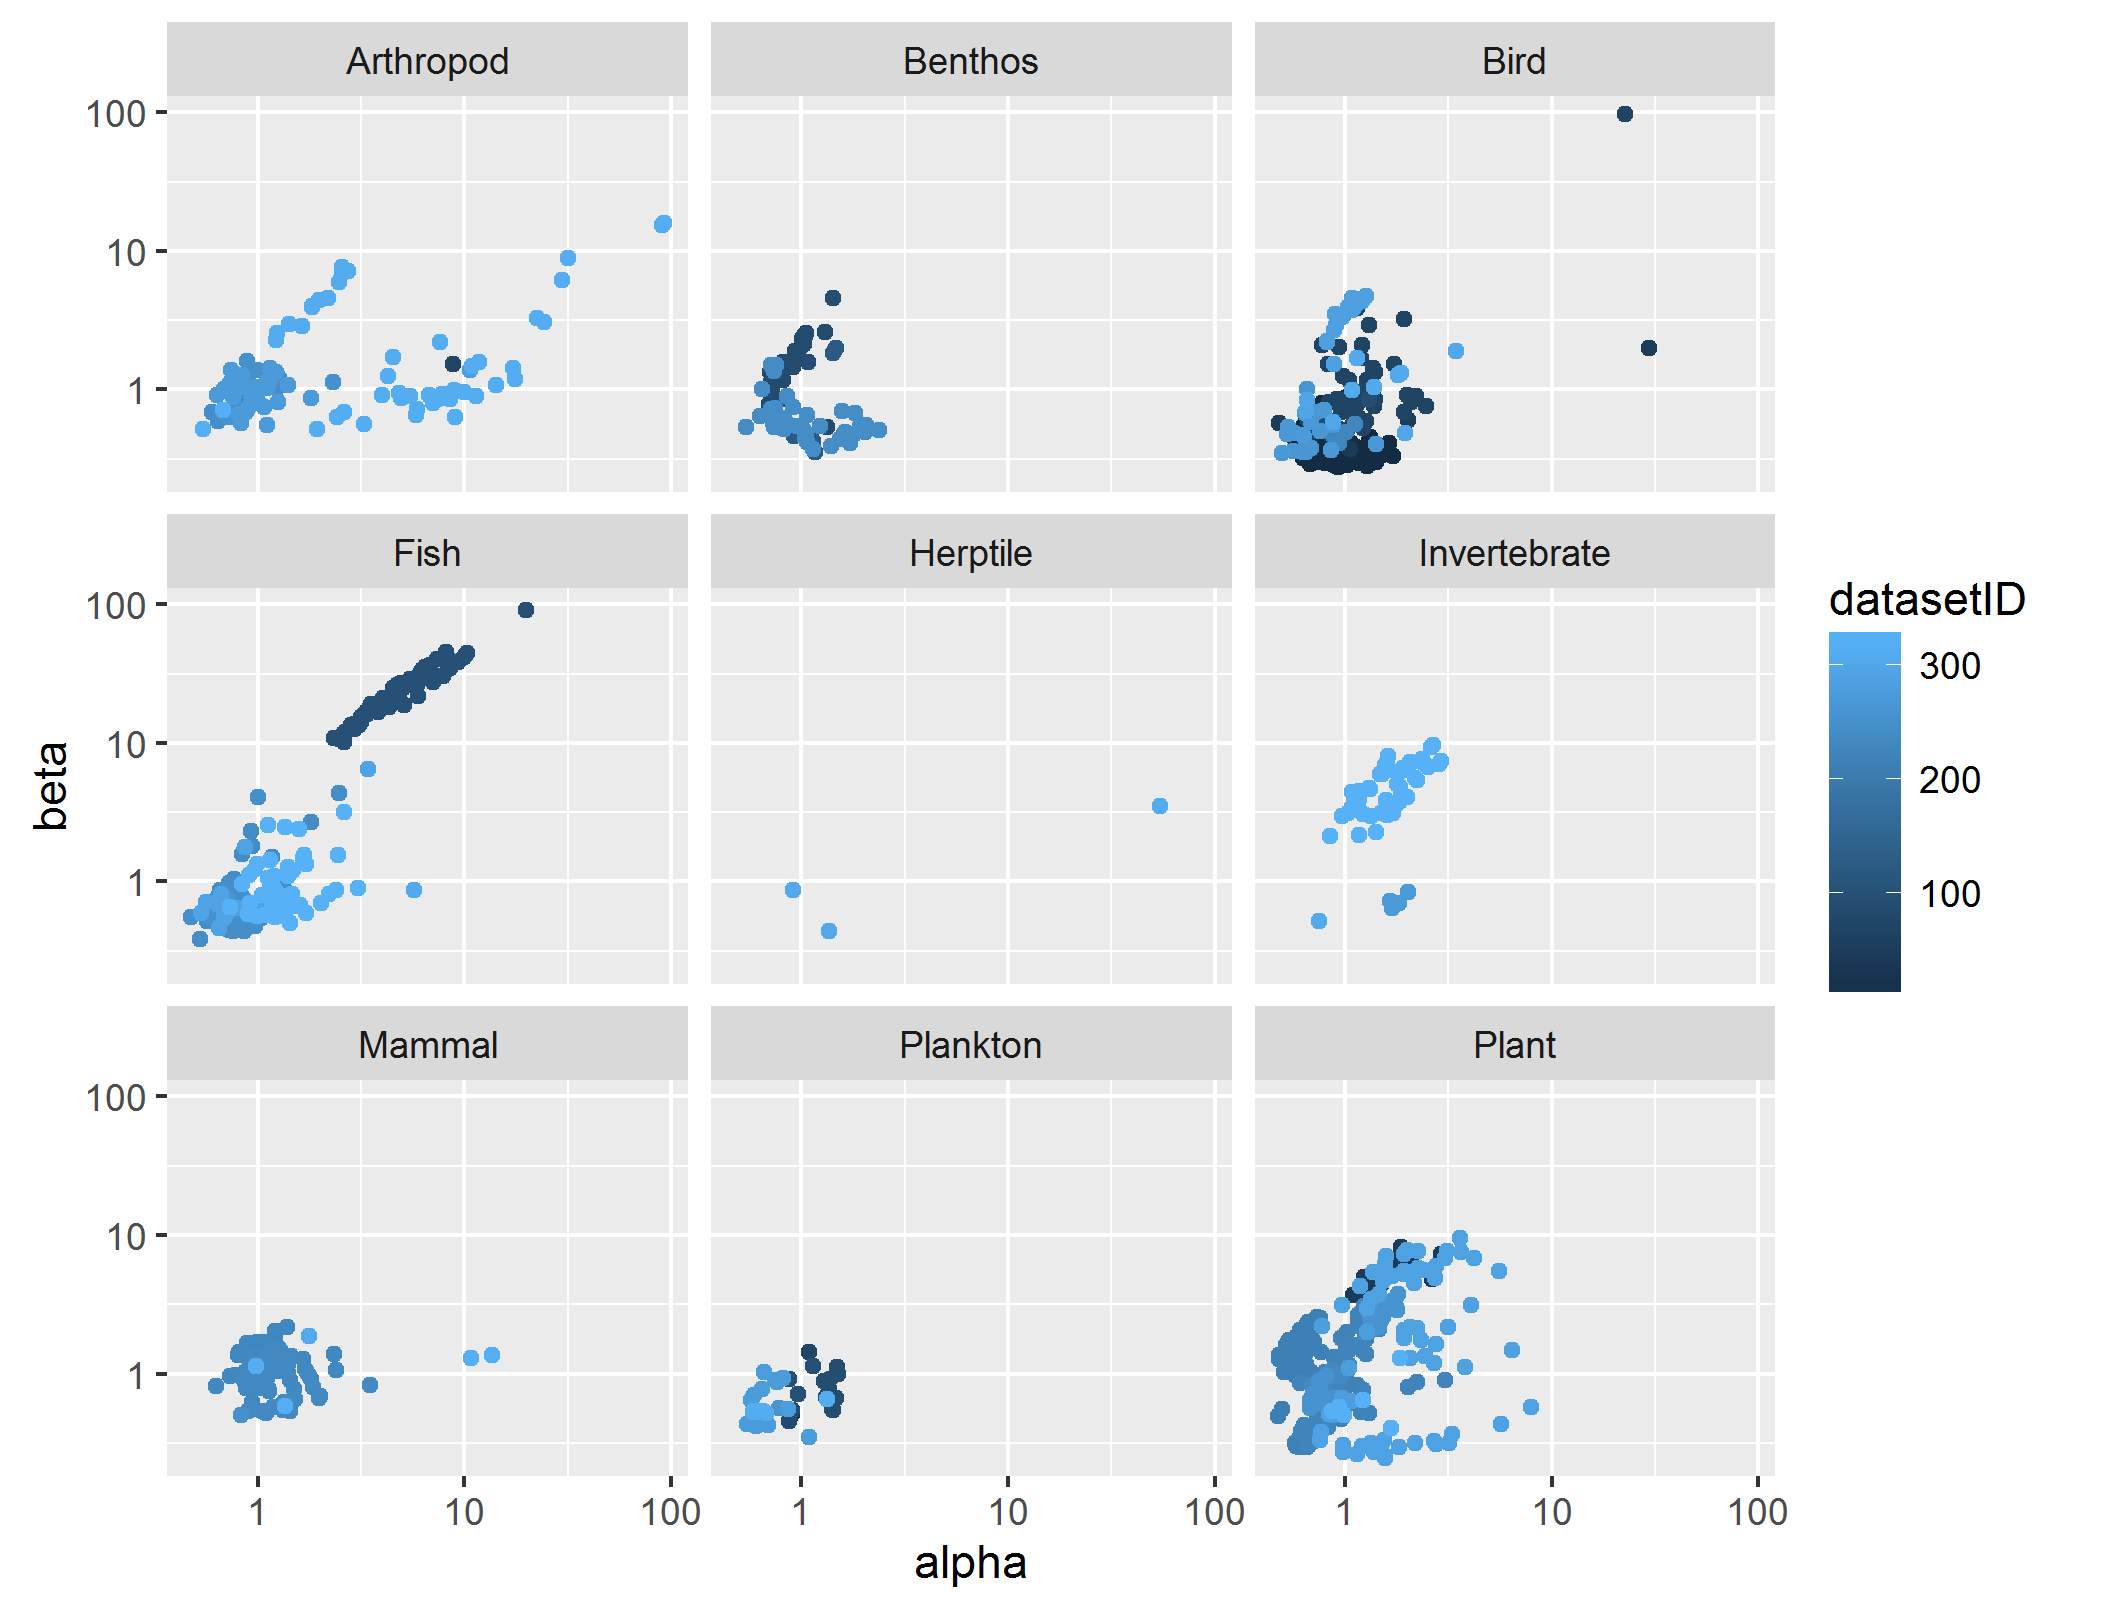 Arthropod Benthos Bird
100
10
1
Fish Herptile Invertebrate
100
10
1
Mammal Plankton Plant
100
10
1
1 10 100 1 10 100 1 10 100
alpha
beta
datasetID
300
200
100